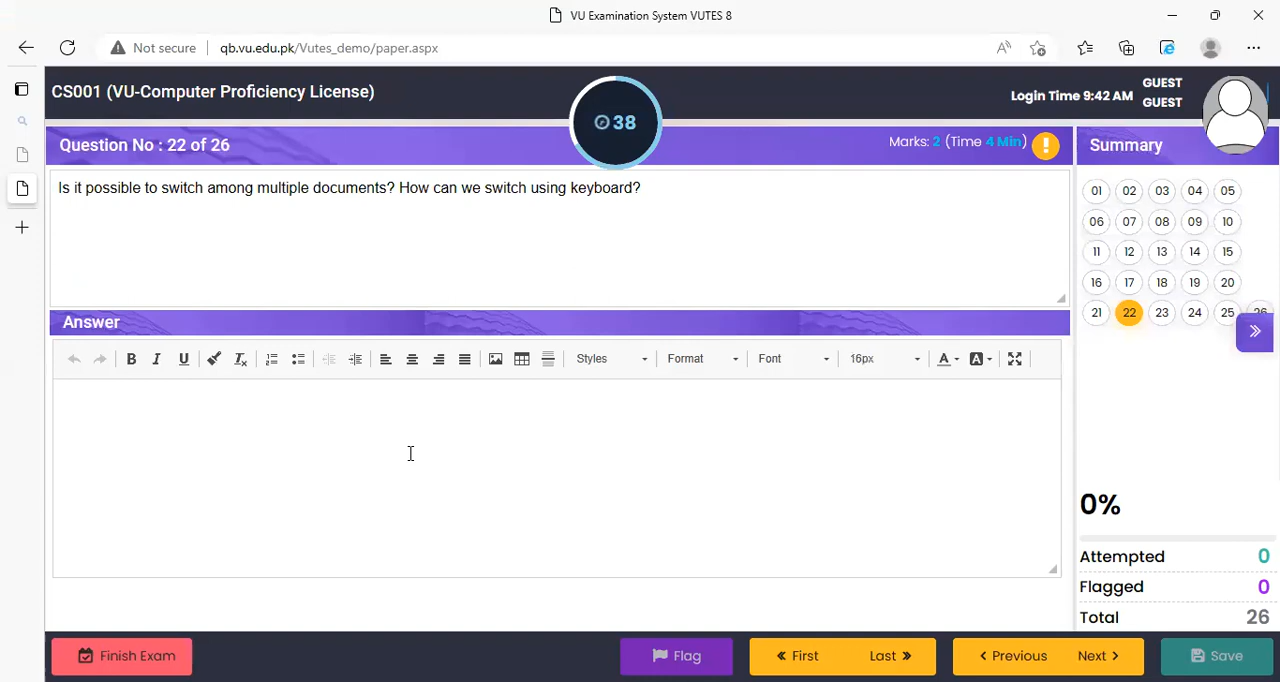 VU Examination System VUTES 8
Not secure
qb.vu.edu.pk/Vutes_demo/paper.aspx
CS001 (VU-Computer Proficiency License)
38
Login Time 9:42 AM
GUEST
GUEST
Question No : 22 of 26
Marks: 2 (Time 4 Min)
Summary
Is it possible to switch among multiple documents? How can we switch using keyboard?
01 02 03 04 05
06 07 08 09 10
11 12 13 14 15
16 17 18 19 20
21 22 23 24 25 26
Answer
B I U Styles Format Font 16px A A
0%
Attempted 0
Flagged 0
Total 26
Finish Exam
Flag
First
Last
Previous
Next
Save